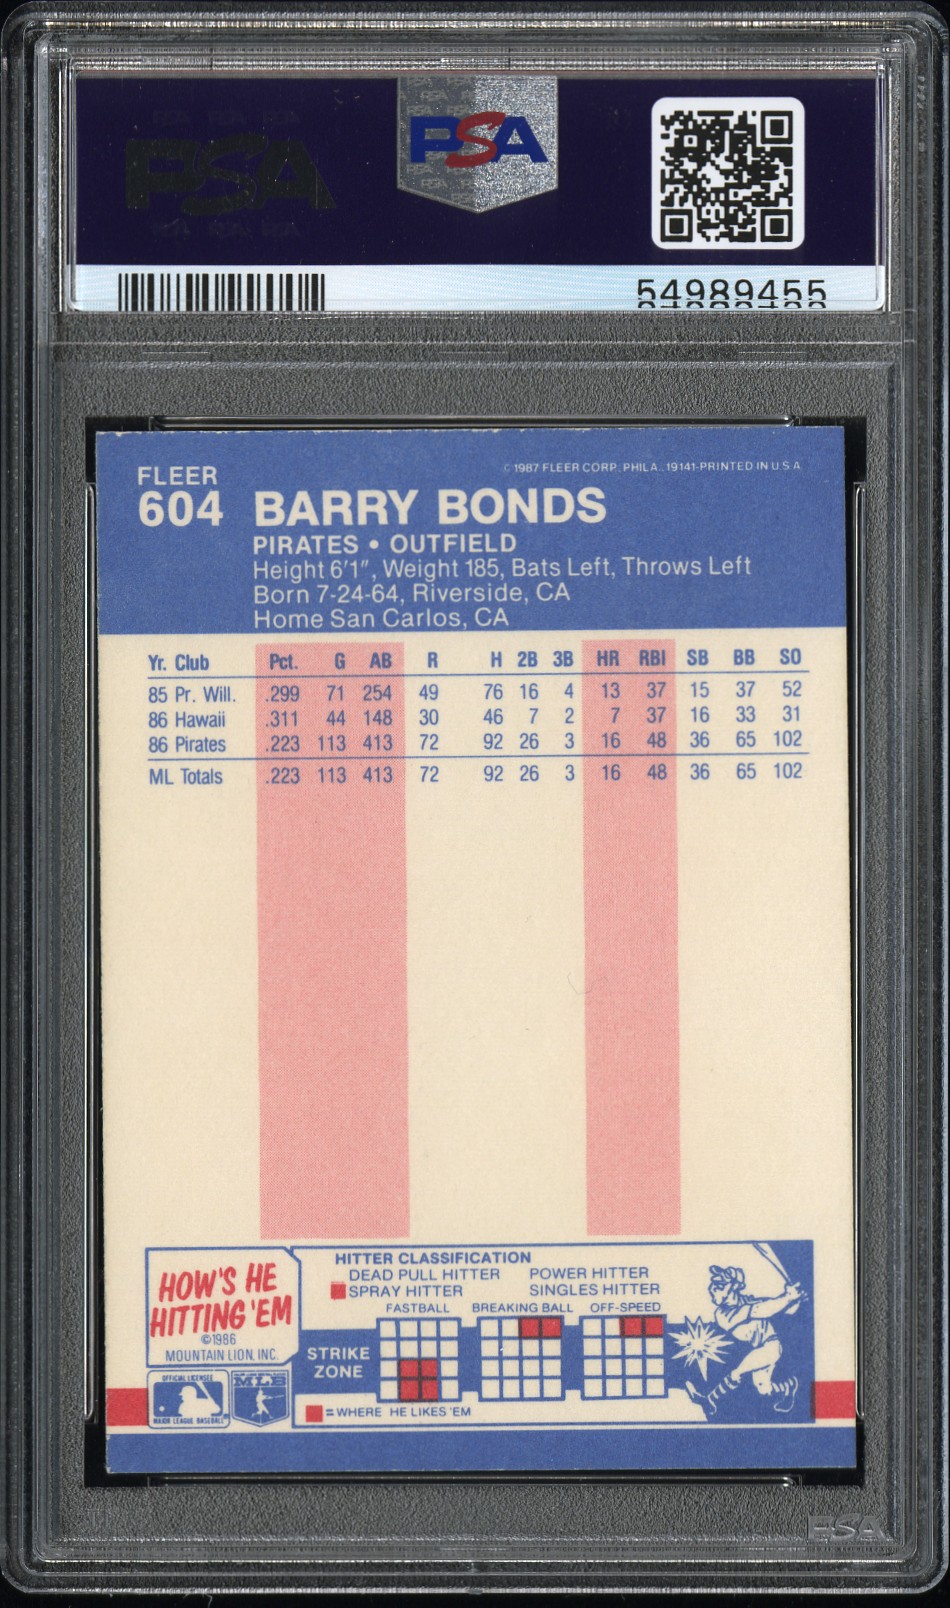 PSA
PSA
54989455
© 1987 FLEER CORP. PHILA., 19141-PRINTED IN U.S.A.
FLEER
604 BARRY BONDS
PIRATES • OUTFIELD
Height 6'1", Weight 185, Bats Left, Throws Left
Born 7-24-64, Riverside, CA
Home San Carlos, CA
Yr. Club Pct. G AB R H 2B 3B HR RBI SB BB SO
85 Pr. Will. .299 71 254 49 76 16 4 13 37 15 37 52
86 Hawaii .311 44 148 30 46 7 2 7 37 16 33 31
86 Pirates .223 113 413 72 92 26 3 16 48 36 65 102
ML Totals .223 113 413 72 92 26 3 16 48 36 65 102
HOW'S HE
HITTING 'EM
©1986
MOUNTAIN LION, INC.
HITTER CLASSIFICATION
DEAD PULL HITTER POWER HITTER
SPRAY HITTER SINGLES HITTER
FASTBALL BREAKING BALL OFF-SPEED
STRIKE
ZONE
= WHERE HE LIKES 'EM
OFFICIAL LICENSEE
MAJOR LEAGUE BASEBALL
MLB
PSA